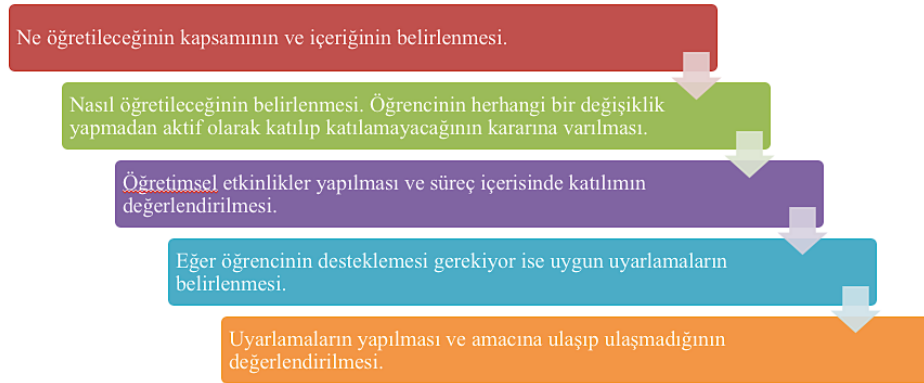 Ne öğretileceğinin kapsamının ve içeriğinin belirlenmesi.
Nasıl öğretileceğinin belirlenmesi. Öğrencinin herhangi bir değişiklik
yapmadan aktif olarak katılıp katılamayacağının kararına varılması.
Öğretimsel etkinlikler yapılması ve süreç içerisinde katılımın
değerlendirilmesi.
Eğer öğrencinin desteklemesi gerekiyor ise uygun uyarlamaların
belirlenmesi.
Uyarlamaların yapılması ve amacına ulaşıp ulaşmadığının
değerlendirilmesi.